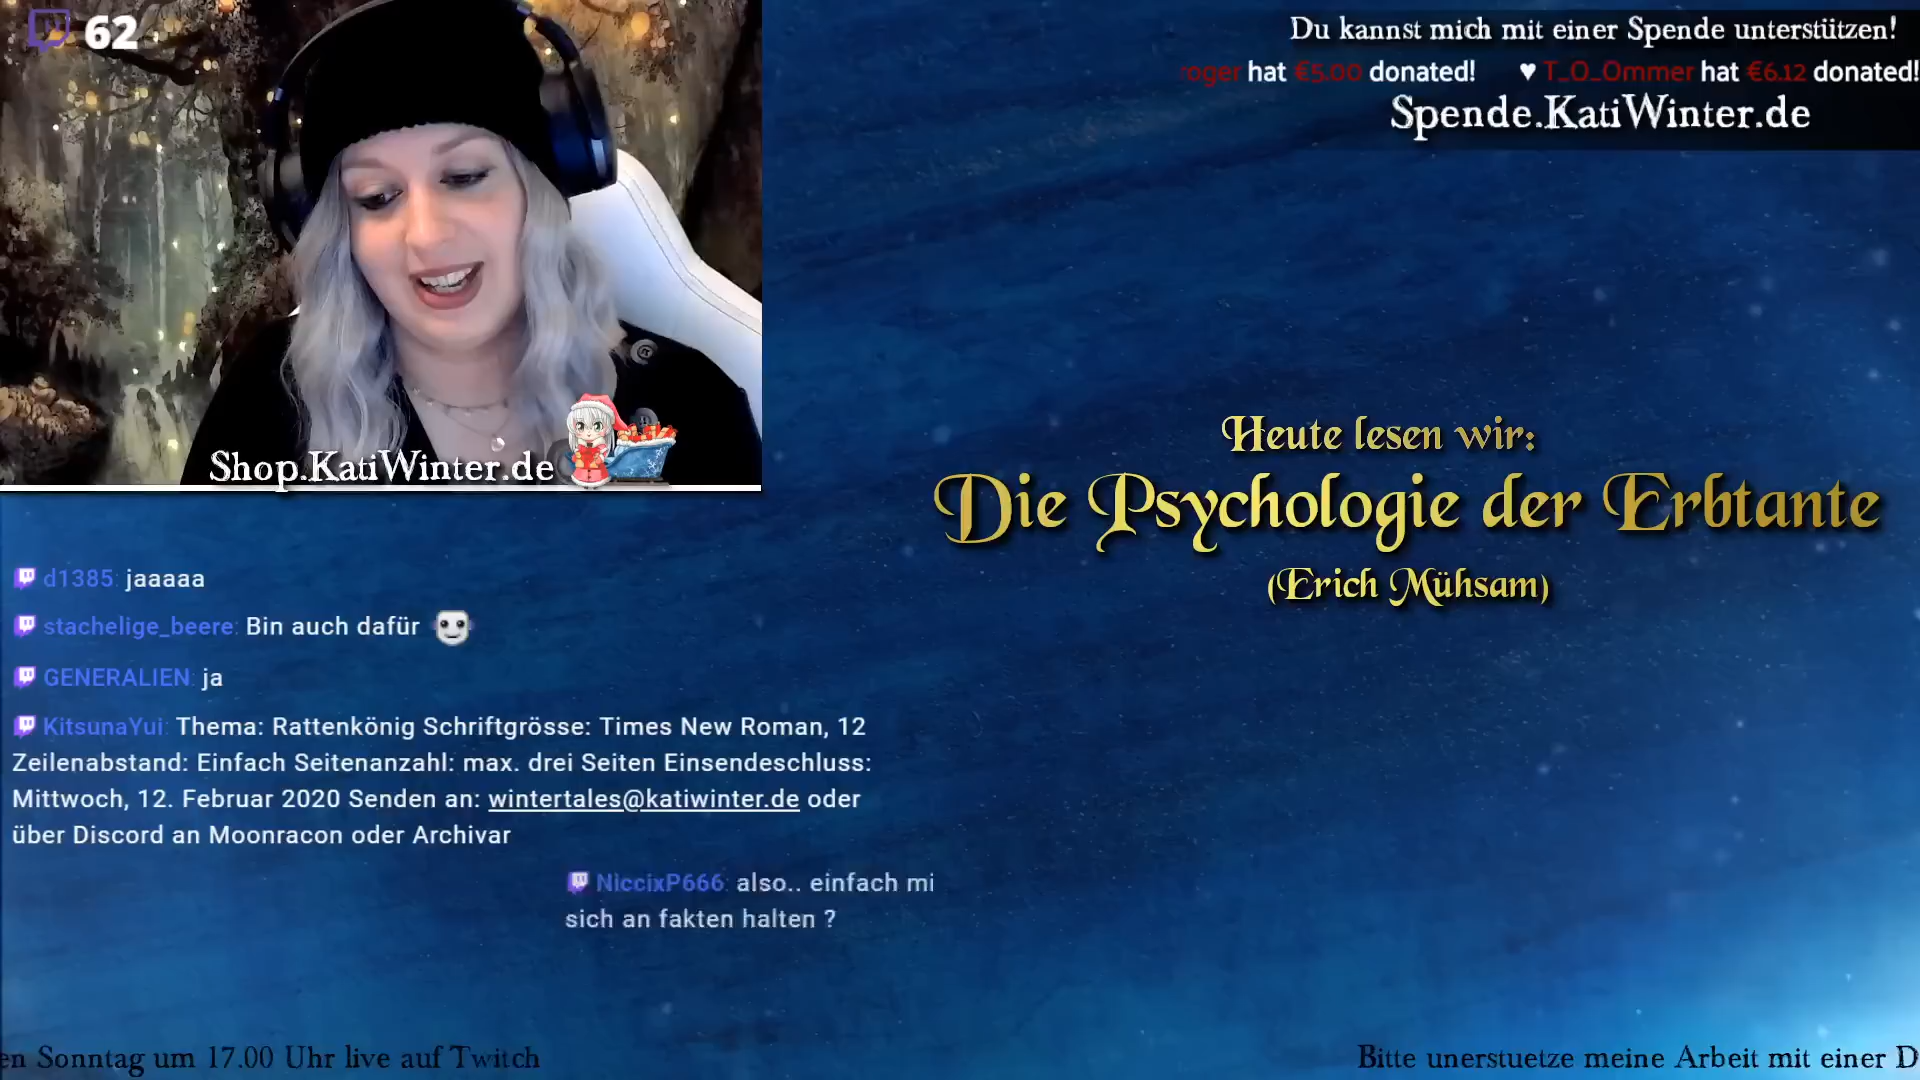 62
Du kannst mich mit einer Spende unterstützen!
roger hat €5.00 donated! ♥ T_O_Ommer hat €6.12 donated!
Spende.KatiWinter.de
Shop.KatiWinter.de
Heute lesen wir:
Die Psychologie der Erbtante
(Erich Mühsam)
d1385: jaaaaa
stachelige_beere: Bin auch dafür
GENERALIEN: ja
KitsunaYui: Thema: Rattenkönig Schriftgrösse: Times New Roman, 12
Zeilenabstand: Einfach Seitenanzahl: max. drei Seiten Einsendeschluss:
Mittwoch, 12. Februar 2020 Senden an: wintertales@katiwinter.de oder
über Discord an Moonracon oder Archivar
NiccixP666: also.. einfach mi
sich an fakten halten ?
en Sonntag um 17.00 Uhr live auf Twitch
Bitte unerstuetze meine Arbeit mit einer D